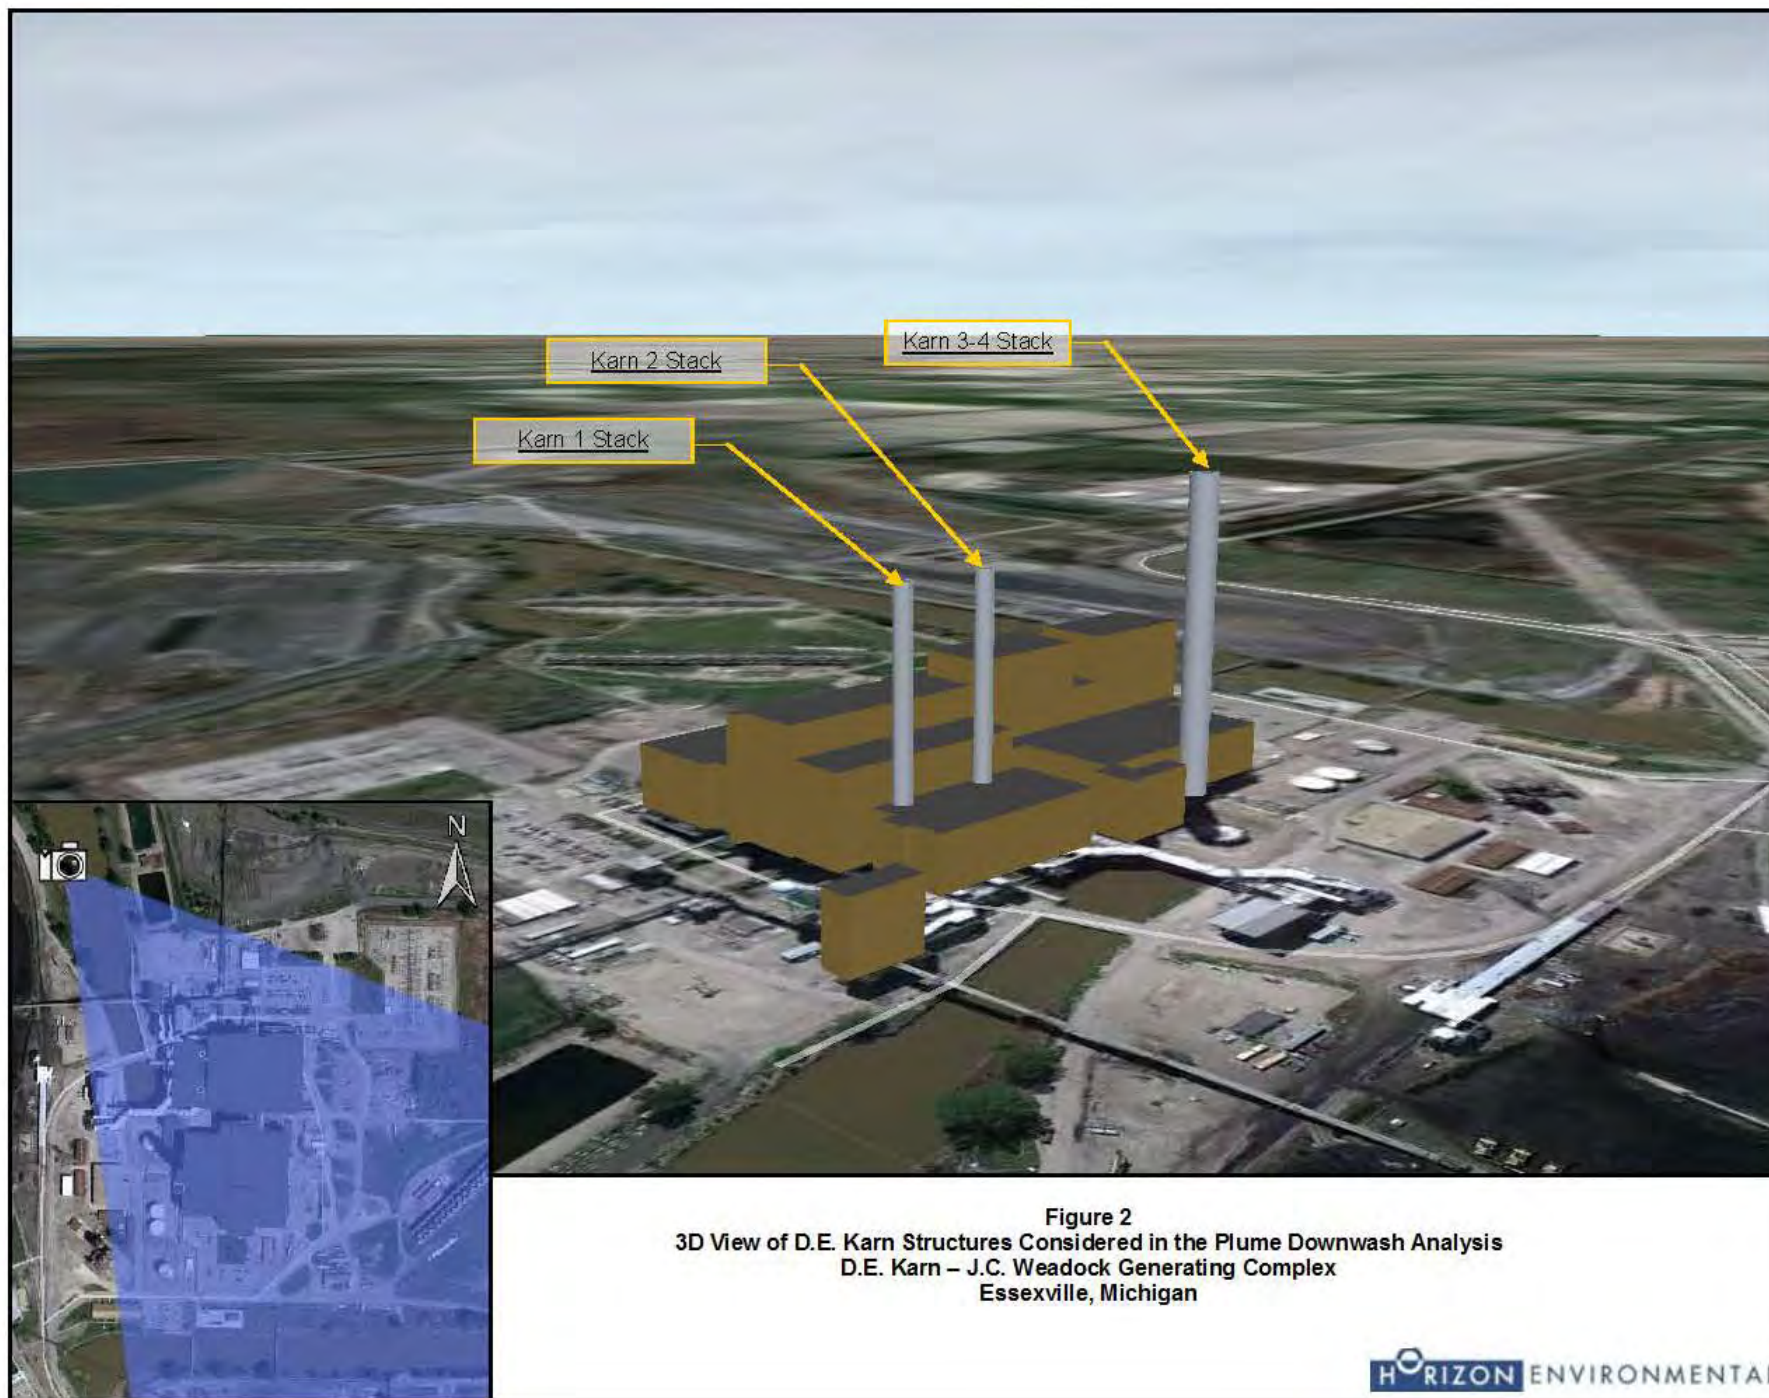 Karn 3-4 Stack
Karn 2 Stack
Karn 1 Stack
N
Figure 2
3D View of D.E. Karn Structures Considered in the Plume Downwash Analysis
D.E. Karn – J.C. Weadock Generating Complex
Essexville, Michigan
HORIZON ENVIRONMENTAL